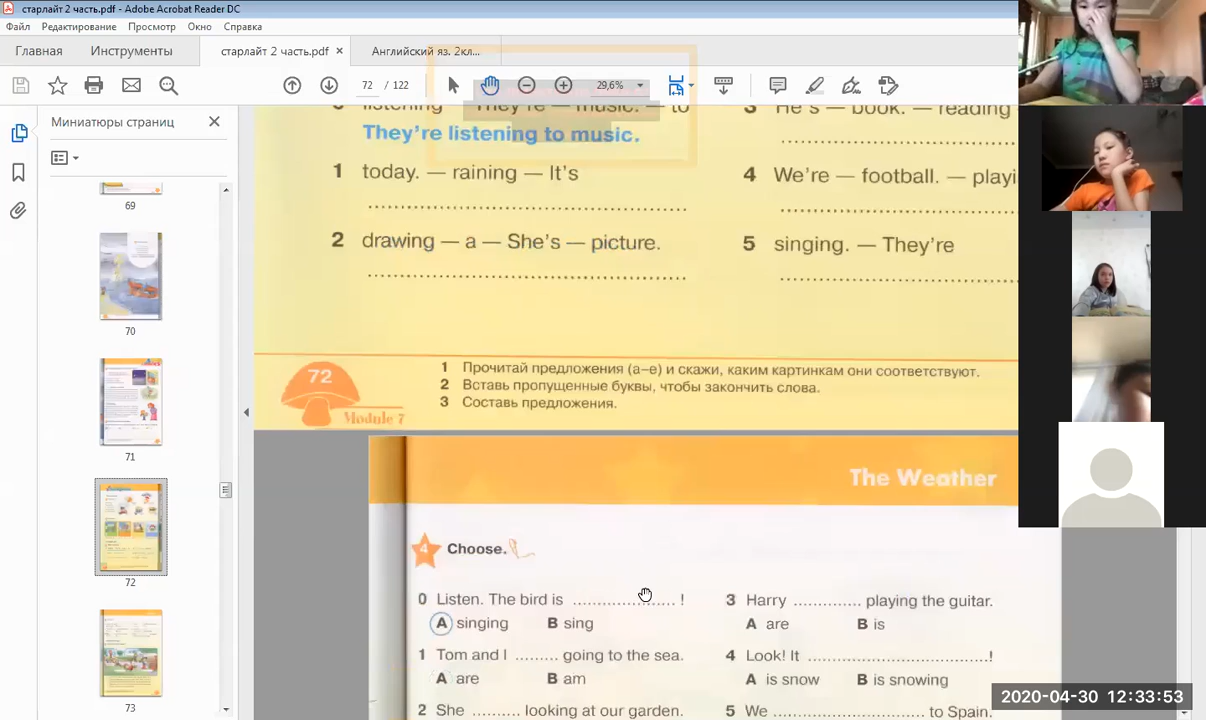 старлайт 2 часть.pdf - Adobe Acrobat Reader DC
Файл Редактирование Просмотр Окно Справка
Главная Инструменты старлайт 2 часть.pdf × Английский яз. 2кл...
72 / 122 29,6%
Миниатюры страниц ×
69
70
71
72
73
listening — They're — music. — to
They're listening to music.
1 today. — raining — It's
2 drawing — a — She's — picture.
3 He's — book. — reading
4 We're — football. — playi
5 singing. — They're
72
Module 7
1 Прочитай предложения (a–e) и скажи, каким картинкам они соответствуют.
2 Вставь пропущенные буквы, чтобы закончить слова.
3 Составь предложения.
The Weather
4 Choose.
0 Listen. The bird is ........................ !
A singing B sing
1 Tom and I ......... going to the sea.
A are B am
2 She ......... looking at our garden.
3 Harry .............. playing the guitar.
A are B is
4 Look! It ......................................!
A is snow B is snowing
5 We .................................. to Spain.
2020-04-30 12:33:53